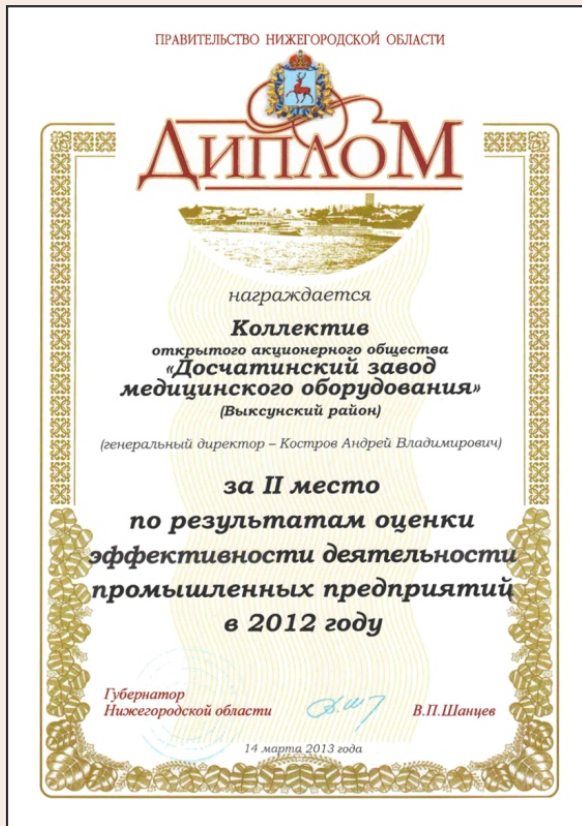 ПРАВИТЕЛЬСТВО НИЖЕГОРОДСКОЙ ОБЛАСТИ
ДИПЛОМ
награждается
Коллектив
открытого акционерного общества
«Досчатинский завод
медицинского оборудования»
(Выксунский район)
(генеральный директор – Костров Андрей Владимирович)
за II место
по результатам оценки
эффективности деятельности
промышленных предприятий
в 2012 году
Губернатор
Нижегородской области
В.П.Шанцев
14 марта 2013 года